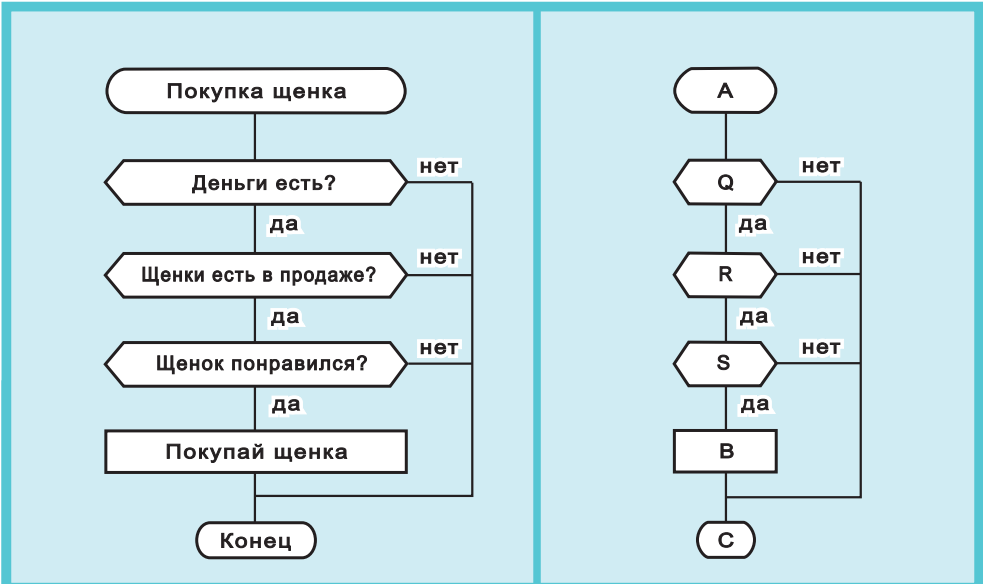 Покупка щенка
Деньги есть?
нет
да
Щенки есть в продаже?
нет
да
Щенок понравился?
нет
да
Покупай щенка
Конец
A
Q
нет
да
R
нет
да
S
нет
да
B
C